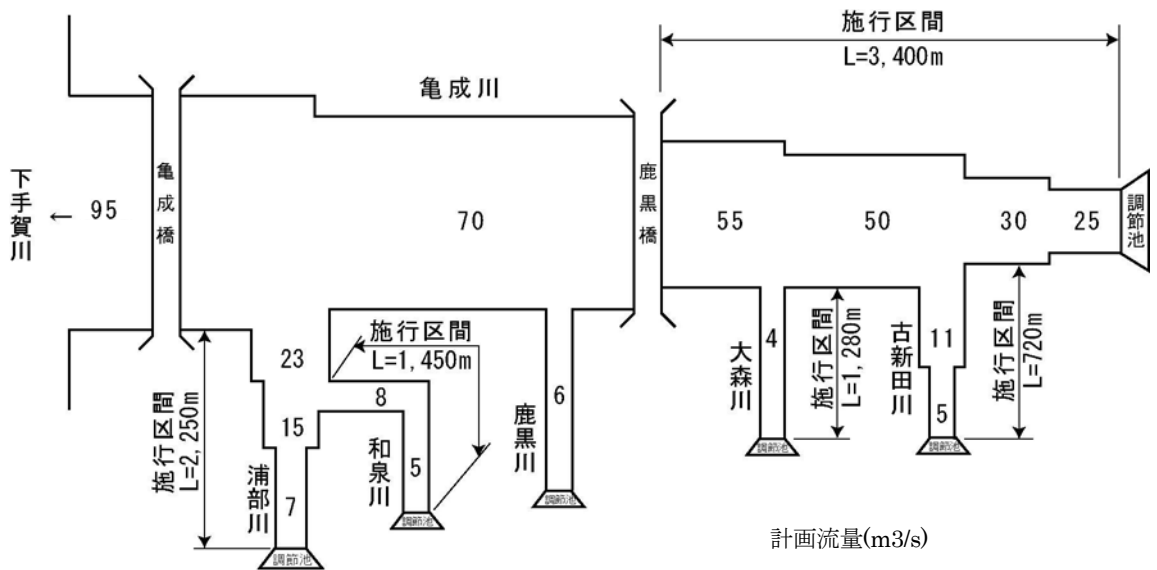 施行区間
L=3,400m
亀成川
下手賀川
←
95
亀成橋
70
鹿黒橋
55
50
30
25
調節池
施行区間
L=2,250m
23
15
浦部川
7
調節池
施行区間
L=1,450m
8
和泉川
5
調節池
鹿黒川
6
調節池
大森川
4
調節池
施行区間
L=1,280m
古新田川
11
5
調節池
施行区間
L=720m
計画流量(m3/s)